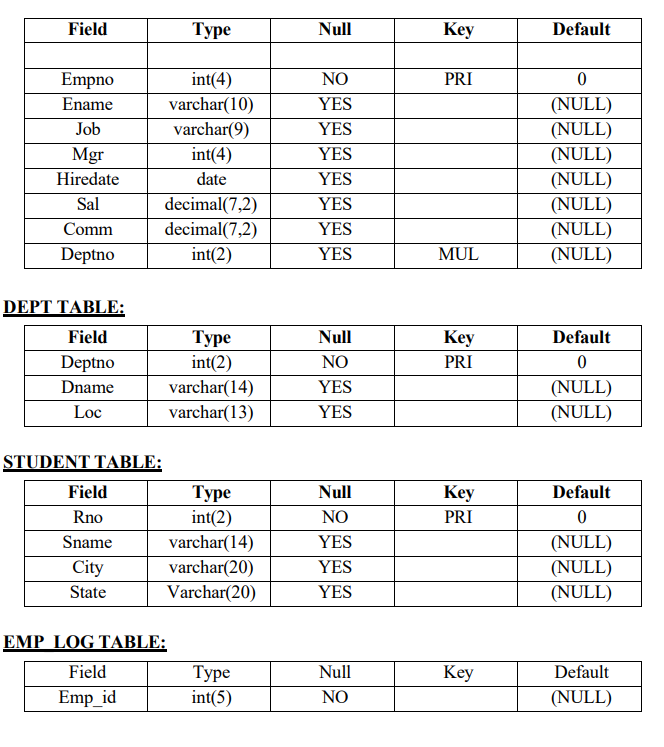 Field Type Null Key Default
Empno int(4) NO PRI 0
Ename varchar(10) YES (NULL)
Job varchar(9) YES (NULL)
Mgr int(4) YES (NULL)
Hiredate date YES (NULL)
Sal decimal(7,2) YES (NULL)
Comm decimal(7,2) YES (NULL)
Deptno int(2) YES MUL (NULL)
DEPT TABLE:
Field Type Null Key Default
Deptno int(2) NO PRI 0
Dname varchar(14) YES (NULL)
Loc varchar(13) YES (NULL)
STUDENT TABLE:
Field Type Null Key Default
Rno int(2) NO PRI 0
Sname varchar(14) YES (NULL)
City varchar(20) YES (NULL)
State Varchar(20) YES (NULL)
EMP_LOG TABLE:
Field Type Null Key Default
Emp_id int(5) NO (NULL)